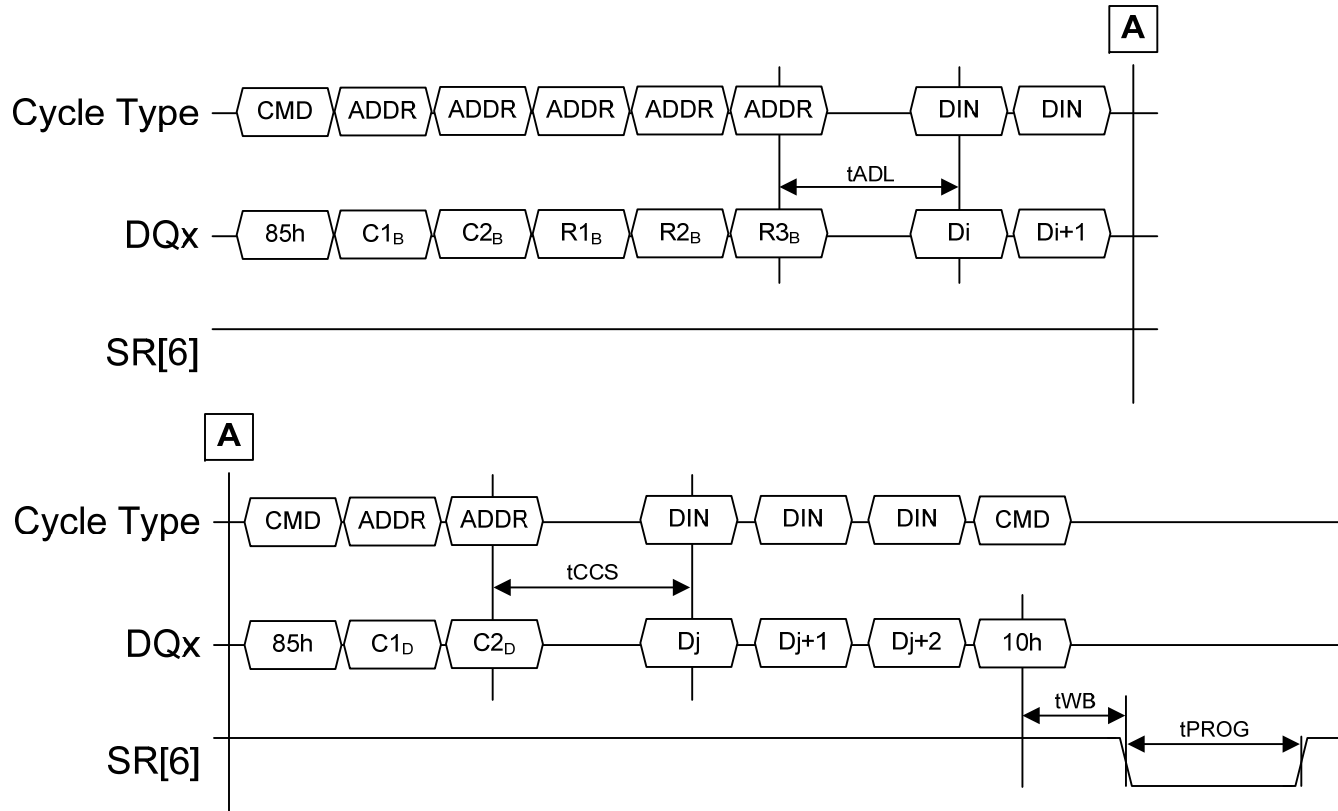 A
Cycle Type CMD ADDR ADDR ADDR ADDR ADDR DIN DIN
tADL
DQx 85h C1B C2B R1B R2B R3B Di Di+1
SR[6]
A
Cycle Type CMD ADDR ADDR DIN DIN DIN CMD
tCCS
DQx 85h C1D C2D Dj Dj+1 Dj+2 10h
tWB
tPROG
SR[6]